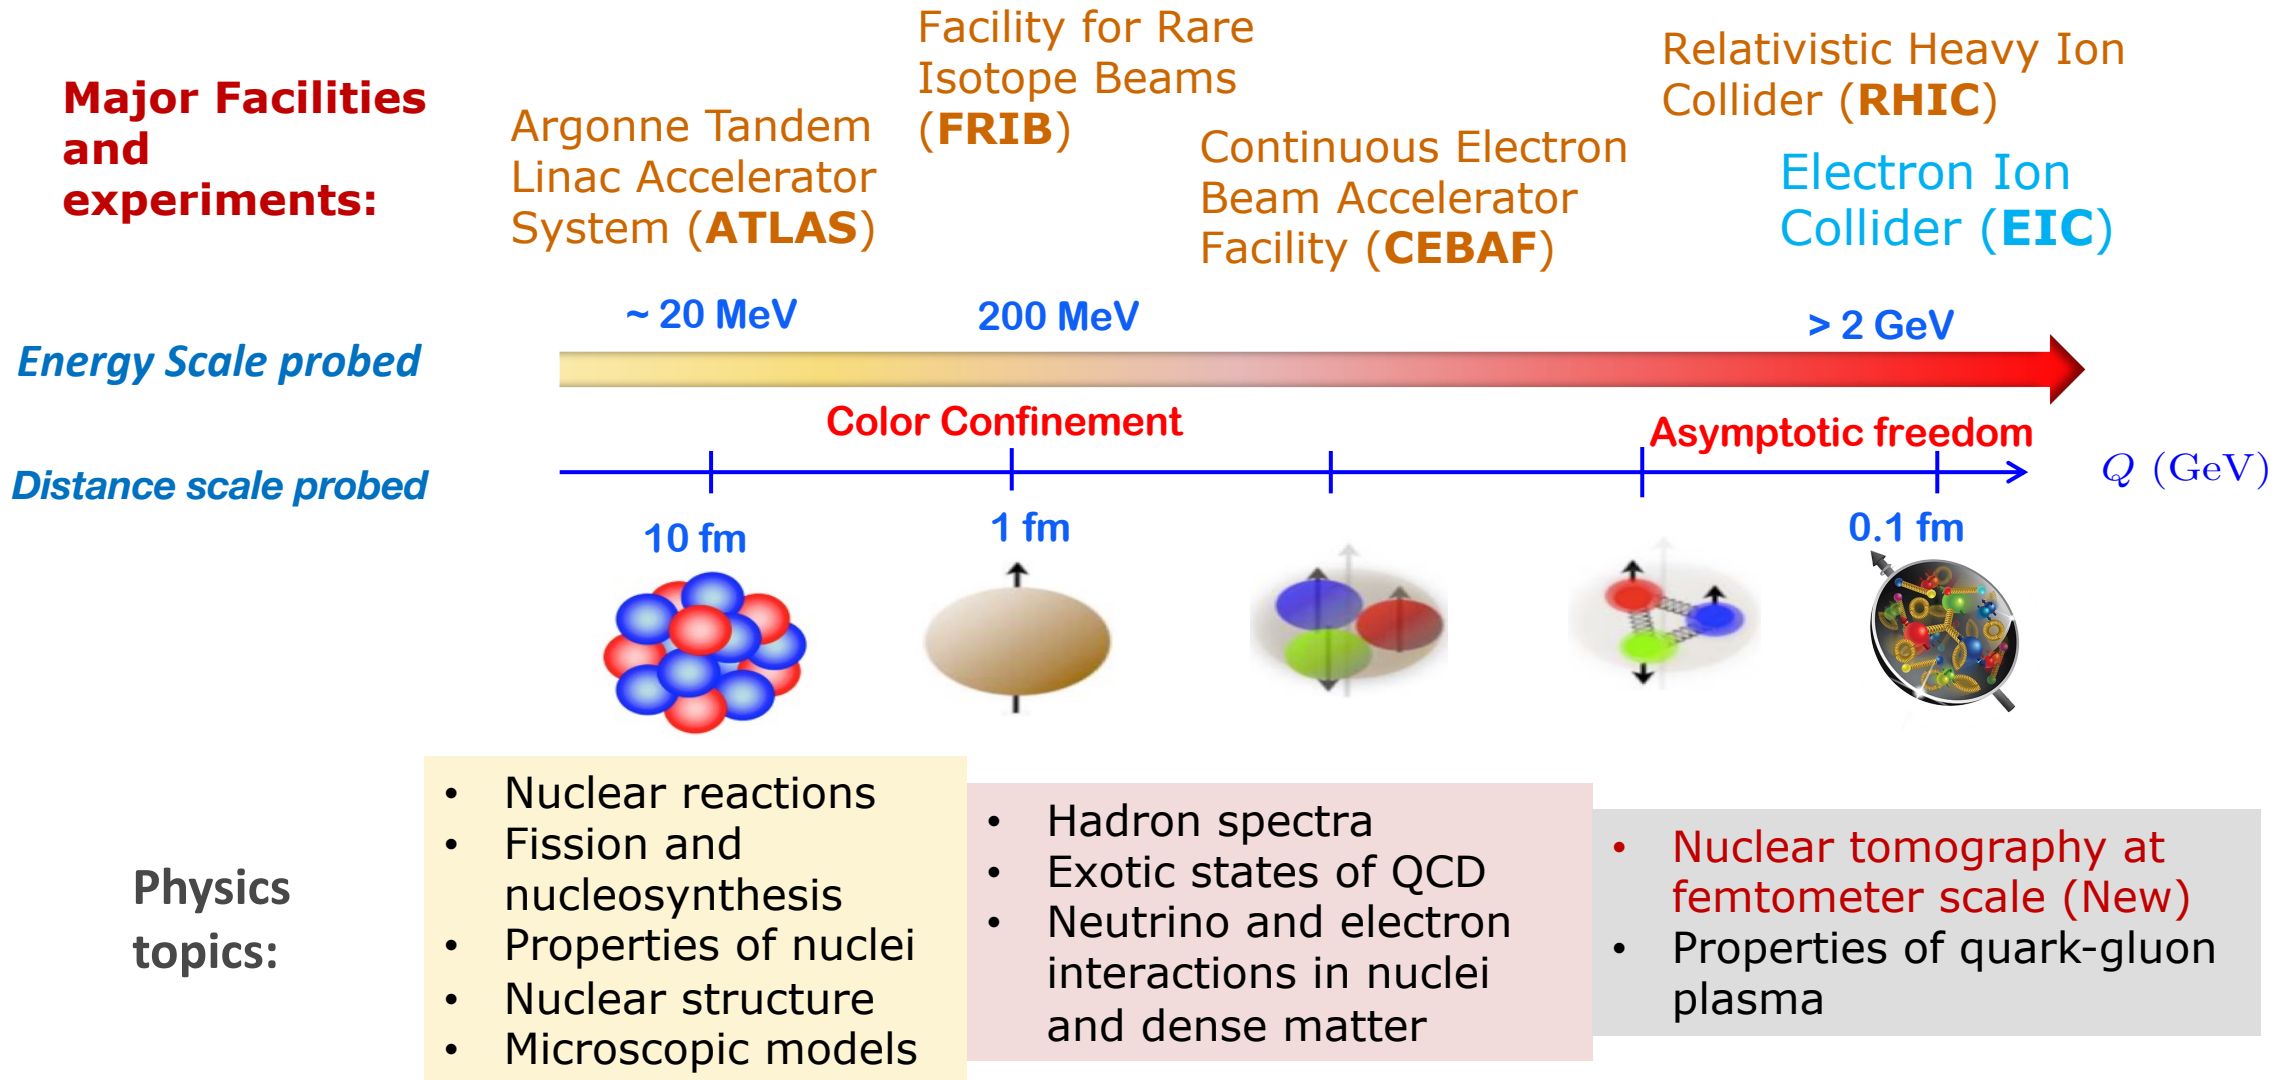 Major Facilities
and
experiments:
Argonne Tandem
Linac Accelerator
System (ATLAS)
Facility for Rare
Isotope Beams
(FRIB)
Continuous Electron
Beam Accelerator
Facility (CEBAF)
Relativistic Heavy Ion
Collider (RHIC)
Electron Ion
Collider (EIC)
~ 20 MeV
200 MeV
> 2 GeV
Energy Scale probed
Color Confinement
Asymptotic freedom
Distance scale probed
Q (GeV)
10 fm
1 fm
0.1 fm
Physics
topics:
• Nuclear reactions
• Fission and
nucleosynthesis
• Properties of nuclei
• Nuclear structure
• Microscopic models
• Hadron spectra
• Exotic states of QCD
• Neutrino and electron
interactions in nuclei
and dense matter
• Nuclear tomography at
femtometer scale (New)
• Properties of quark-gluon
plasma